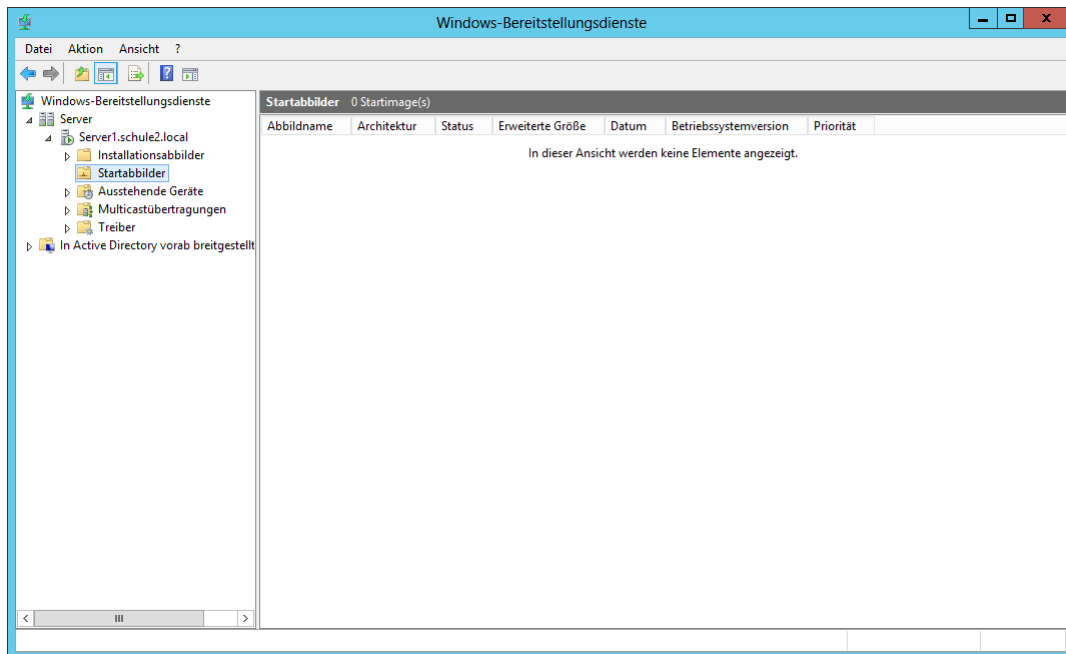 Windows-Bereitstellungsdienste
Datei Aktion Ansicht ?
Windows-Bereitstellungsdienste
Server
Server1.schule2.local
Installationsabbilder
Startabbilder
Ausstehende Geräte
Multicastübertragungen
Treiber
In Active Directory vorab breitgestellt
Startabbilder 0 Startimage(s)
Abbildname Architektur Status Erweiterte Größe Datum Betriebssystemversion Priorität
In dieser Ansicht werden keine Elemente angezeigt.